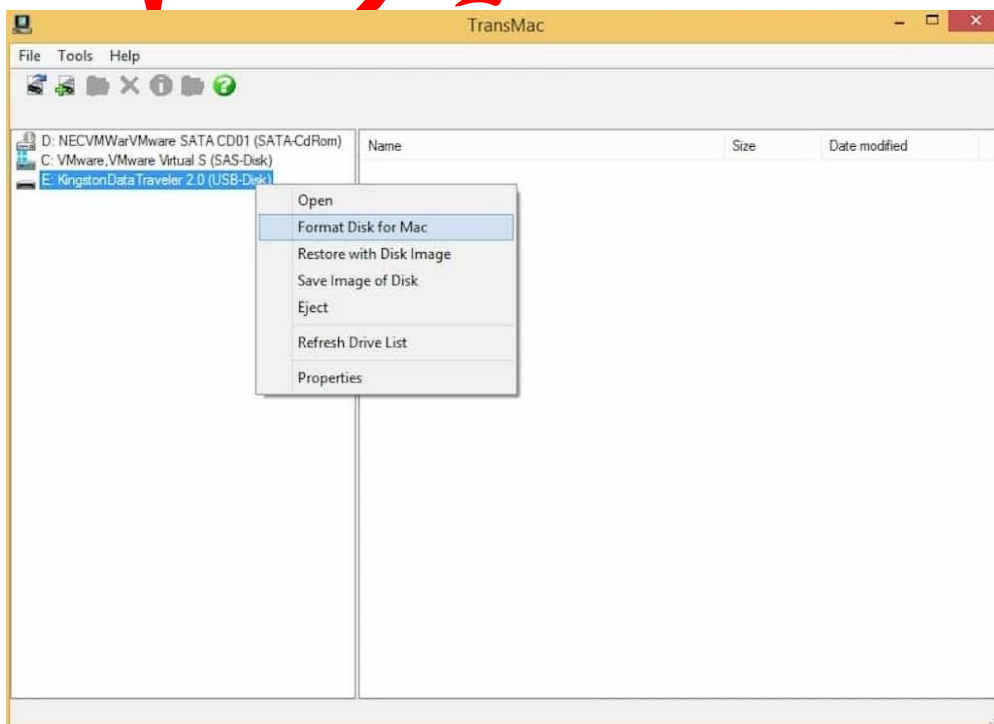 TransMac
File Tools Help
D: NECVMWarVMware SATA CD01 (SATA-CdRom)
C: VMware,VMware Virtual S (SAS-Disk)
E: KingstonDataTraveler 2.0 (USB-Disk)
Name Size Date modified
Open
Format Disk for Mac
Restore with Disk Image
Save Image of Disk
Eject
Refresh Drive List
Properties